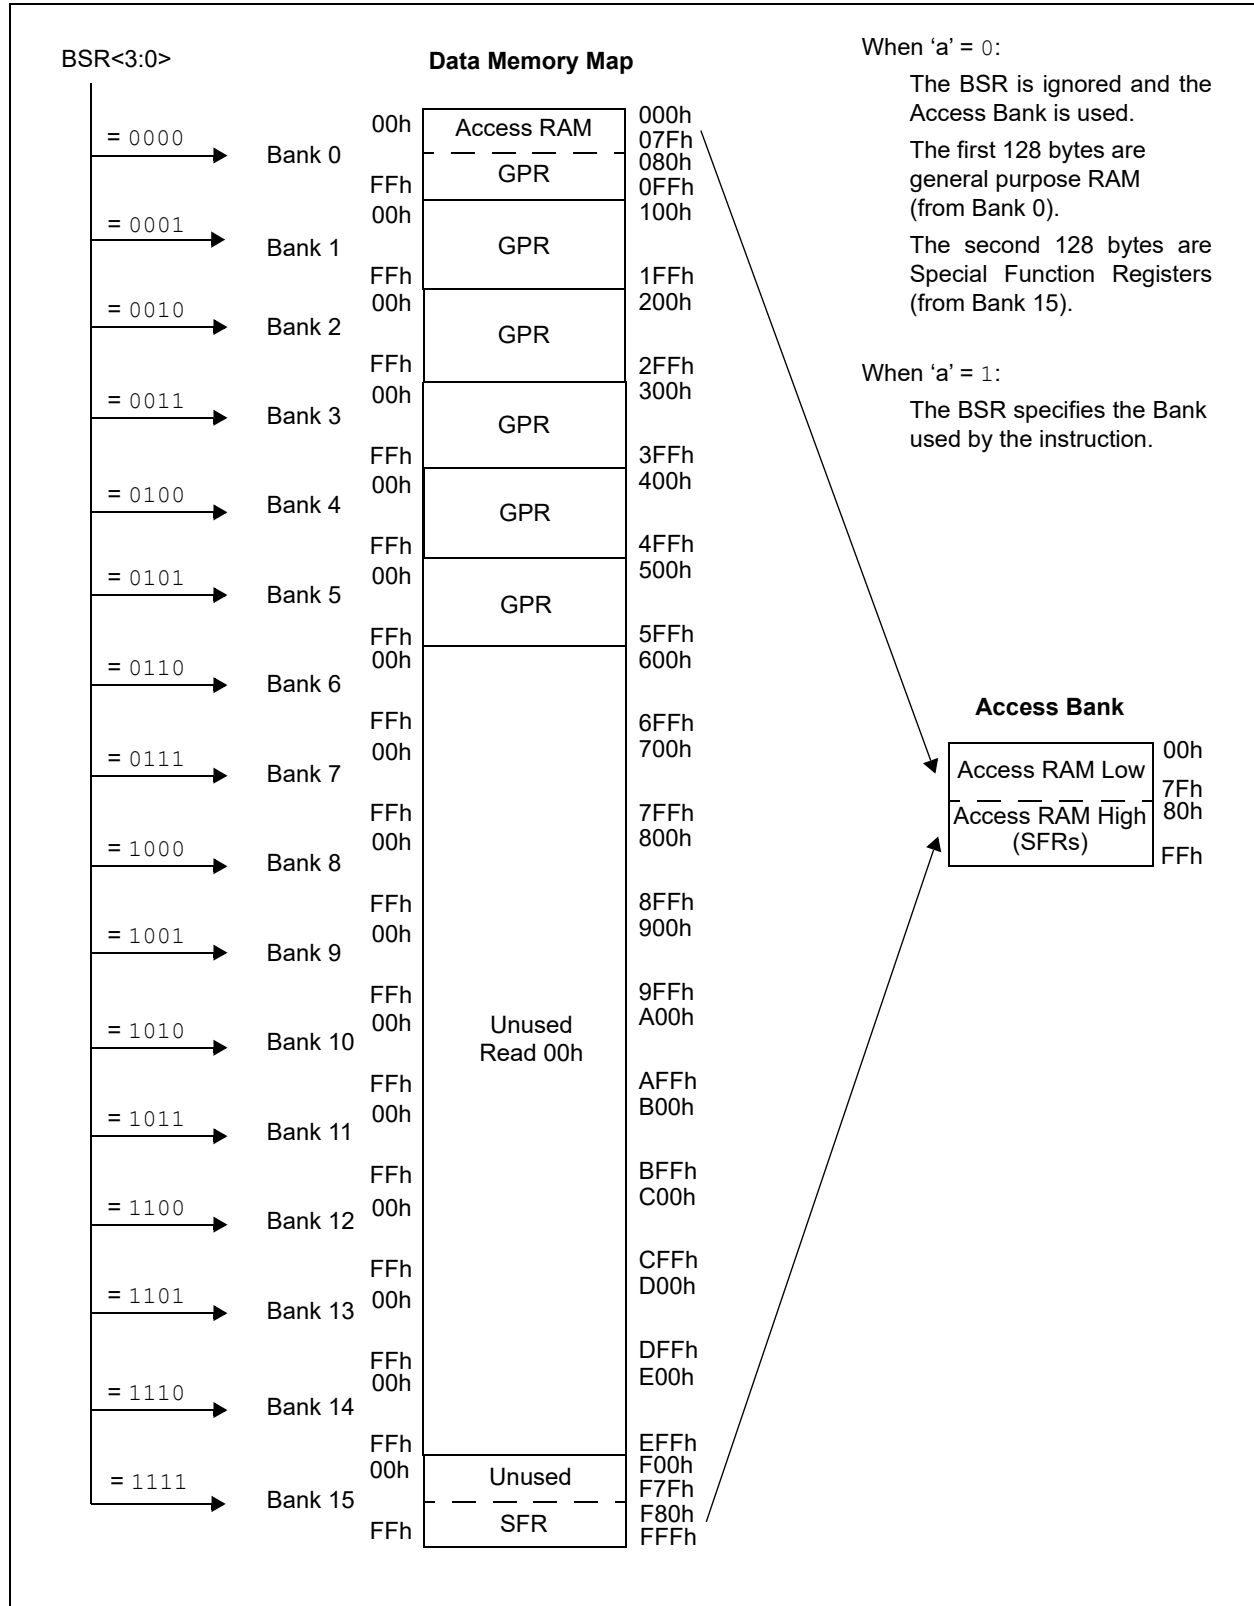 BSR<3:0>
Data Memory Map
= 0000
Bank 0
00h
Access RAM
000h
07Fh
080h
GPR
FFh
0FFh
= 0001
Bank 1
00h
GPR
100h
FFh
1FFh
= 0010
Bank 2
00h
GPR
200h
FFh
2FFh
= 0011
Bank 3
00h
GPR
300h
FFh
3FFh
= 0100
Bank 4
00h
GPR
400h
FFh
4FFh
= 0101
Bank 5
00h
GPR
500h
FFh
5FFh
= 0110
Bank 6
00h
600h
FFh
6FFh
= 0111
Bank 7
00h
700h
FFh
7FFh
= 1000
Bank 8
00h
800h
FFh
8FFh
= 1001
Bank 9
00h
900h
FFh
9FFh
= 1010
Bank 10
00h
Unused
Read 00h
A00h
FFh
AFFh
= 1011
Bank 11
00h
B00h
FFh
BFFh
= 1100
Bank 12
00h
C00h
FFh
CFFh
= 1101
Bank 13
00h
D00h
FFh
DFFh
= 1110
Bank 14
00h
E00h
FFh
EFFh
= 1111
Bank 15
00h
Unused
F00h
F7Fh
F80h
SFR
FFh
FFFh
When ‘a’ = 0:
The BSR is ignored and the
Access Bank is used.
The first 128 bytes are
general purpose RAM
(from Bank 0).
The second 128 bytes are
Special Function Registers
(from Bank 15).
When ‘a’ = 1:
The BSR specifies the Bank
used by the instruction.
Access Bank
Access RAM Low
00h
7Fh
Access RAM High
(SFRs)
80h
FFh